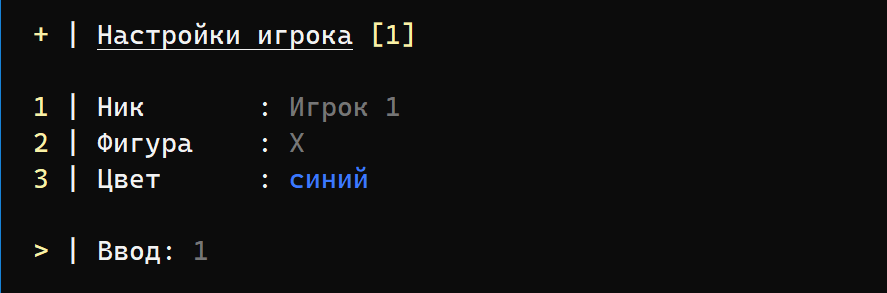 + | Настройки игрока [1]
1 | Ник : Игрок 1
2 | Фигура : X
3 | Цвет : синий
> | Ввод: 1